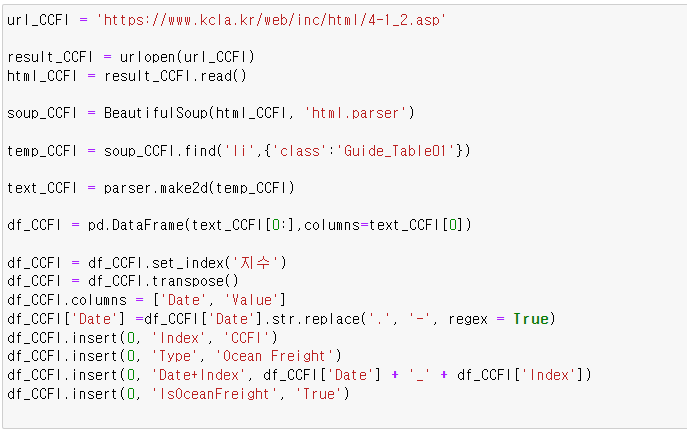 url_CCFI = 'https://www.kcla.kr/web/inc/html/4-1_2.asp'
result_CCFI = urlopen(url_CCFI)
html_CCFI = result_CCFI.read()
soup_CCFI = BeautifulSoup(html_CCFI, 'html.parser')
temp_CCFI = soup_CCFI.find('li',{'class':'Guide_Table01'})
text_CCFI = parser.make2d(temp_CCFI)
df_CCFI = pd.DataFrame(text_CCFI[0:],columns=text_CCFI[0])
df_CCFI = df_CCFI.set_index('지수')
df_CCFI = df_CCFI.transpose()
df_CCFI.columns = ['Date', 'Value']
df_CCFI['Date'] =df_CCFI['Date'].str.replace('.', '-', regex = True)
df_CCFI.insert(0, 'Index', 'CCFI')
df_CCFI.insert(0, 'Type', 'Ocean Freight')
df_CCFI.insert(0, 'Date+Index', df_CCFI['Date'] + '_' + df_CCFI['Index'])
df_CCFI.insert(0, 'IsOceanFreight', 'True')